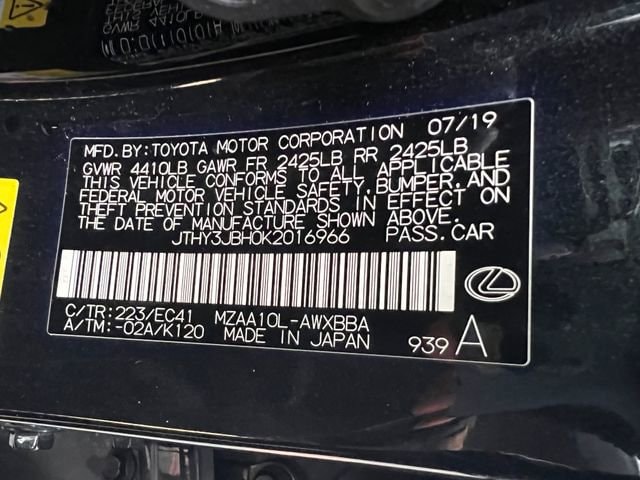 MFD.BY:TOYOTA MOTOR CORPORATION 07/19
GVWR 4410LB GAWR FR 2425LB RR 2425LB
THIS VEHICLE CONFORMS TO ALL APPLICABLE
FEDERAL MOTOR VEHICLE SAFETY,BUMPER,AND
THEFT PREVENTION STANDARDS IN EFFECT ON
THE DATE OF MANUFACTURE SHOWN ABOVE.
JTHY3JBH0K2016966 PASS.CAR
C/TR:223/EC41 MZAA10L-AWXBBA
A/TM:-02A/K120 MADE IN JAPAN
939 A